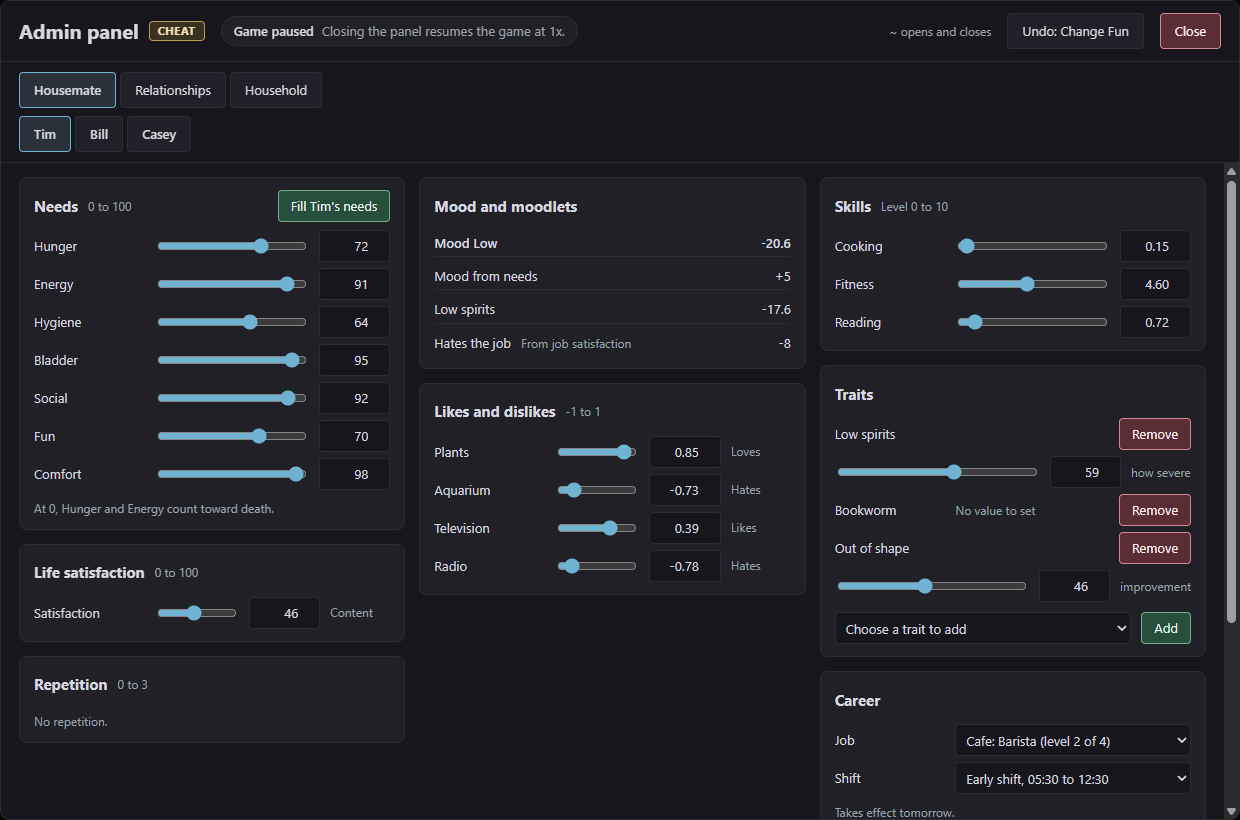 Admin panel CHEAT Game paused Closing the panel resumes the game at 1x. ~ opens and closes Undo: Change Fun Close
Housemate Relationships Household
Tim Bill Casey
Needs 0 to 100 Fill Tim's needs
Hunger 72
Energy 91
Hygiene 64
Bladder 95
Social 92
Fun 70
Comfort 98
At 0, Hunger and Energy count toward death.
Life satisfaction 0 to 100
Satisfaction 46 Content
Repetition 0 to 3
No repetition.
Mood and moodlets
Mood Low -20.6
Mood from needs +5
Low spirits -17.6
Hates the job From job satisfaction -8
Likes and dislikes -1 to 1
Plants 0.85 Loves
Aquarium -0.73 Hates
Television 0.39 Likes
Radio -0.78 Hates
Skills Level 0 to 10
Cooking 0.15
Fitness 4.60
Reading 0.72
Traits
Low spirits Remove
59 how severe
Bookworm No value to set Remove
Out of shape Remove
46 improvement
Choose a trait to add Add
Career
Job Cafe: Barista (level 2 of 4)
Shift Early shift, 05:30 to 12:30
Takes effect tomorrow.